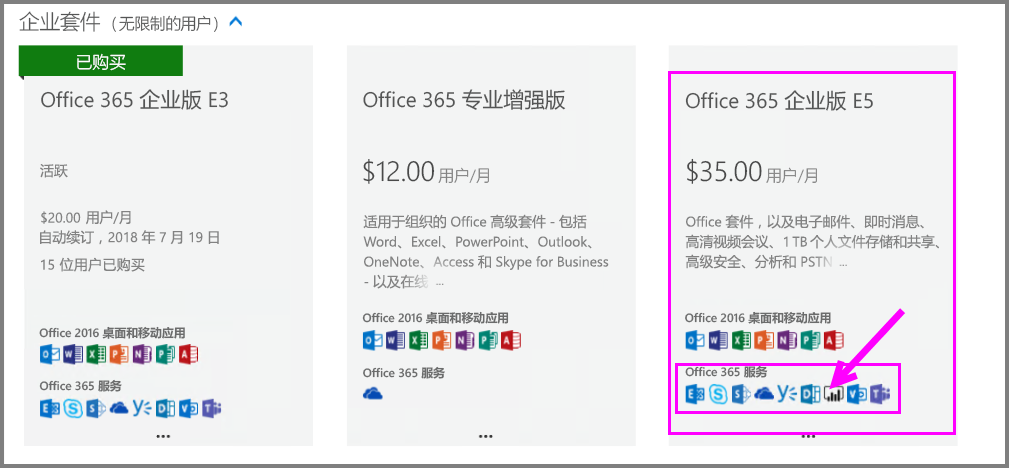 企业套件（无限制的用户）
已购买
Office 365 企业版 E3
活跃
$20.00 用户/月
自动续订，2018 年 7 月 19 日
15 位用户已购买
Office 2016 桌面和移动应用
Office 365 服务
...
Office 365 专业增强版
$12.00 用户/月
适用于组织的 Office 高级套件 - 包括
Word、Excel、PowerPoint、Outlook、
OneNote、Access 和 Skype for Business
- 以及在线 ...
Office 2016 桌面和移动应用
Office 365 服务
...
Office 365 企业版 E5
$35.00 用户/月
Office 套件，以及电子邮件、即时消息、
高清视频会议、1 TB 个人文件存储和共享、
高级安全、分析和 PSTN ...
Office 2016 桌面和移动应用
Office 365 服务
...